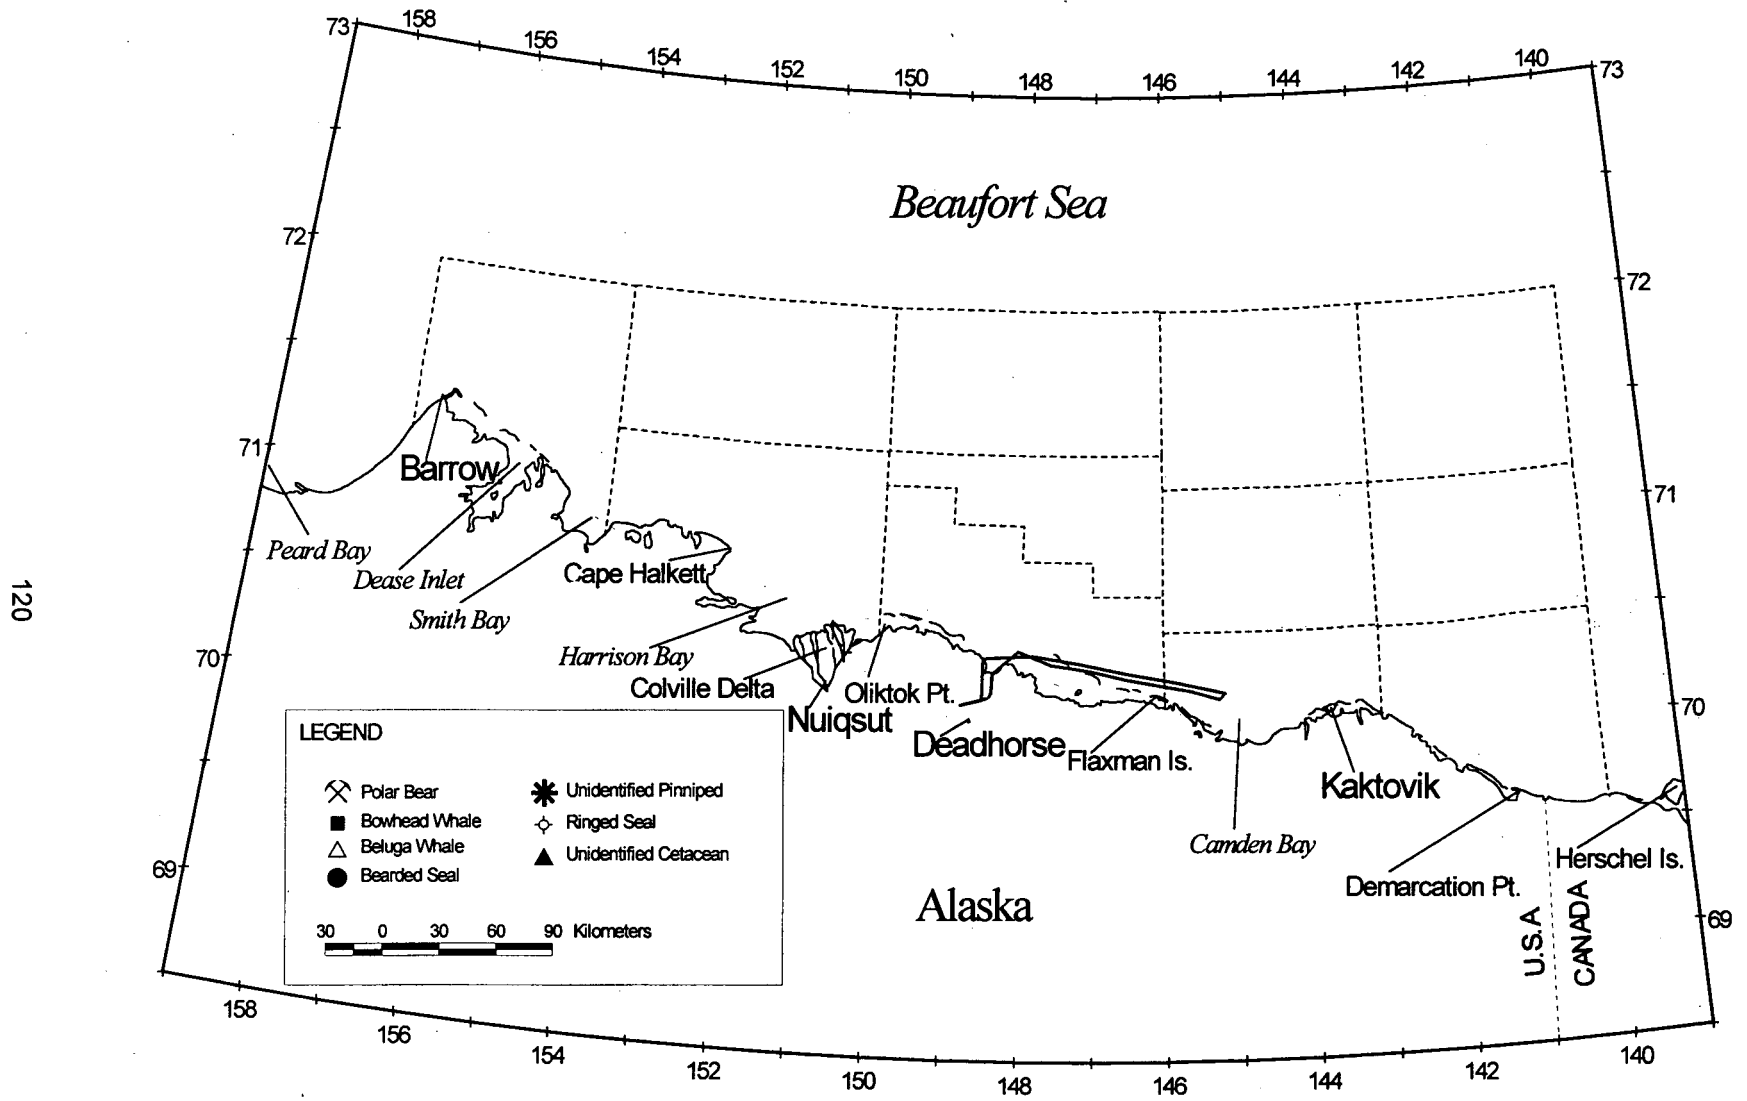 73
158
156
154
152
150
148
146
144
142
140
73
Beaufort Sea
72
72
71
Barrow
71
Peard Bay
Dease Inlet
Cape Halkett
Smith Bay
120
Harrison Bay
70
Colville Delta
Oliktok Pt.
70
Nuiqsut
Deadhorse
Flaxman Is.
Kaktovik
Camden Bay
Demarcation Pt.
Herschel Is.
LEGEND
Polar Bear
Bowhead Whale
Beluga Whale
Bearded Seal
Unidentified Pinniped
Ringed Seal
Unidentified Cetacean
30 0 30 60 90 Kilometers
69
Alaska
69
U.S.A
CANADA
158
156
154
152
150
148
146
144
142
140